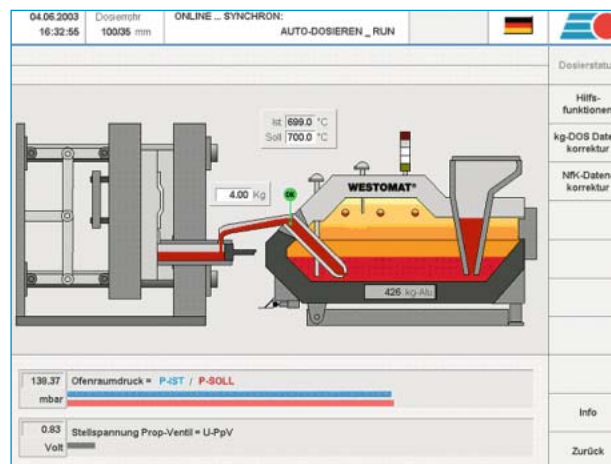 04.06.2003
16:32:55
Dosierrohr
100/35 mm
ONLINE ... SYNCHRON:
AUTO-DOSIEREN _ RUN
Dosierstatu
Hilfs-
funktionen
kg-DOS Date
korrektur
NfK-Daten
korrektur
Ist 699.0 °C
Soll 700.0 °C
4.00 Kg
OK
WESTOMAT®
426 kg-Alu
138.37
mbar
Ofenraumdruck = P-IST / P-SOLL
0.83
Volt
Stellspannung Prop-Ventil = U-PpV
Info
Zurück